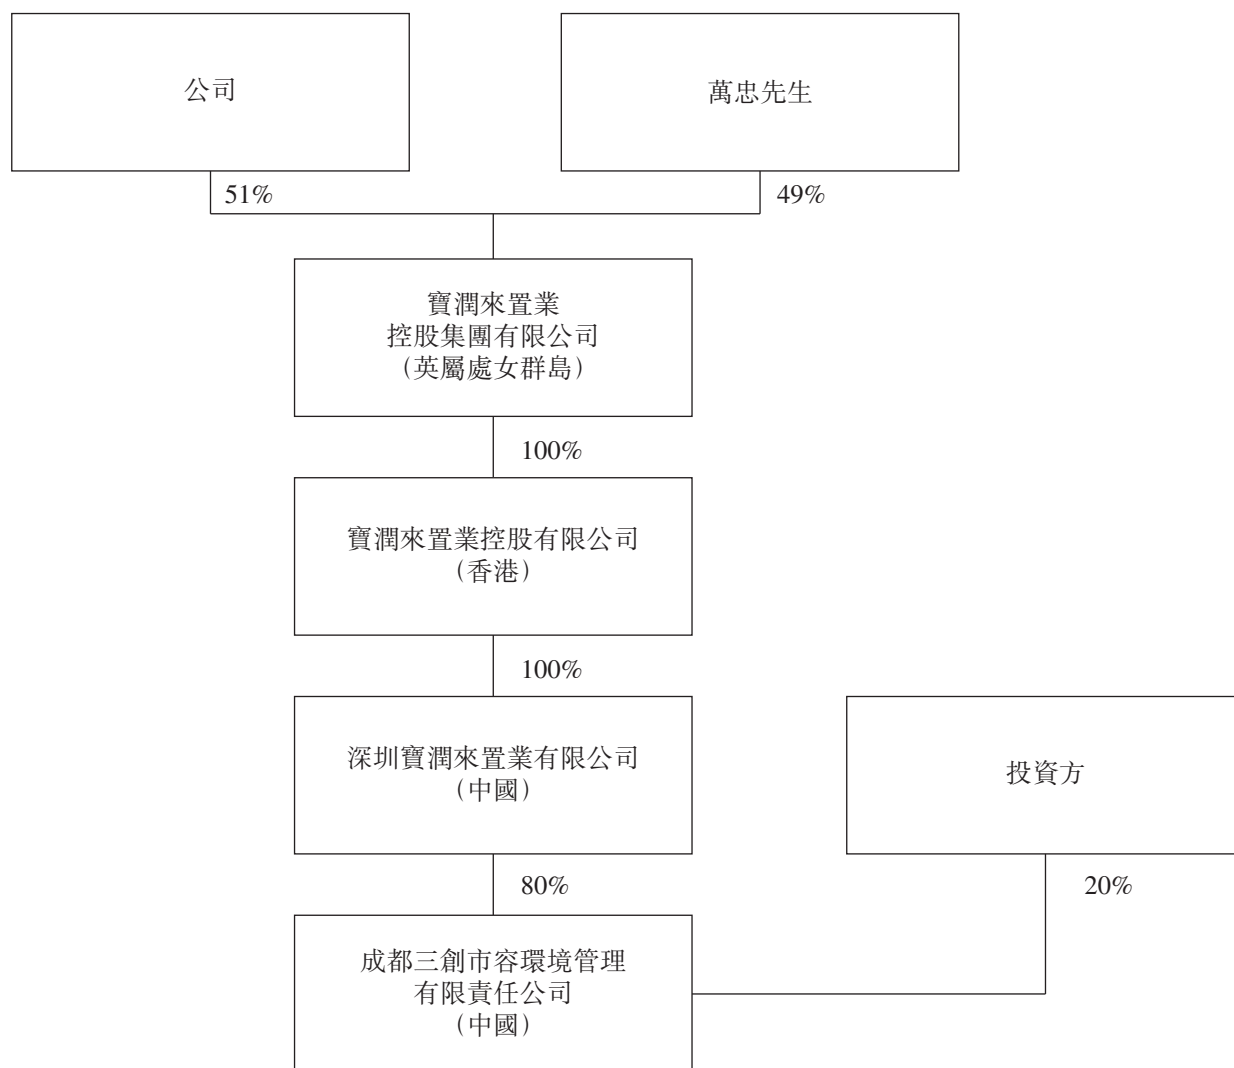 公司
萬忠先生
51%
49%
寶潤來置業
控股集團有限公司
（英屬處女群島）
100%
寶潤來置業控股有限公司
（香港）
100%
深圳寶潤來置業有限公司
（中國）
投資方
80%
20%
成都三創市容環境管理
有限責任公司
（中國）